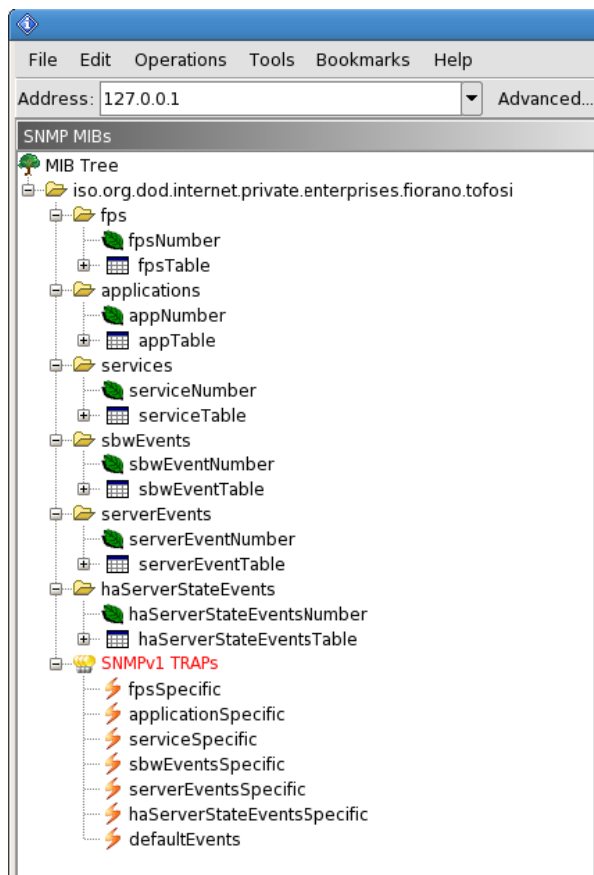 File Edit Operations Tools Bookmarks Help
Address: 127.0.0.1 Advanced...
SNMP MIBs
MIB Tree
iso.org.dod.internet.private.enterprises.fiorano.tofosi
fps
fpsNumber
fpsTable
applications
appNumber
appTable
services
serviceNumber
serviceTable
sbwEvents
sbwEventNumber
sbwEventTable
serverEvents
serverEventNumber
serverEventTable
haServerStateEvents
haServerStateEventsNumber
haServerStateEventsTable
SNMPv1 TRAPs
fpsSpecific
applicationSpecific
serviceSpecific
sbwEventsSpecific
serverEventsSpecific
haServerStateEventsSpecific
defaultEvents